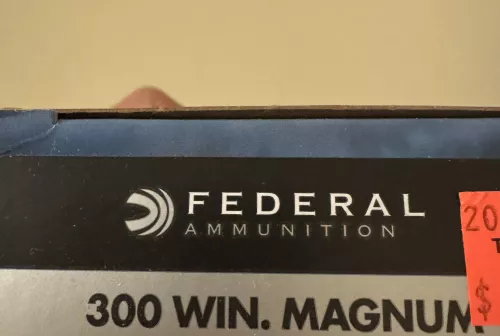 FEDERAL
AMMUNITION
20
$
300 WIN. MAGNUM